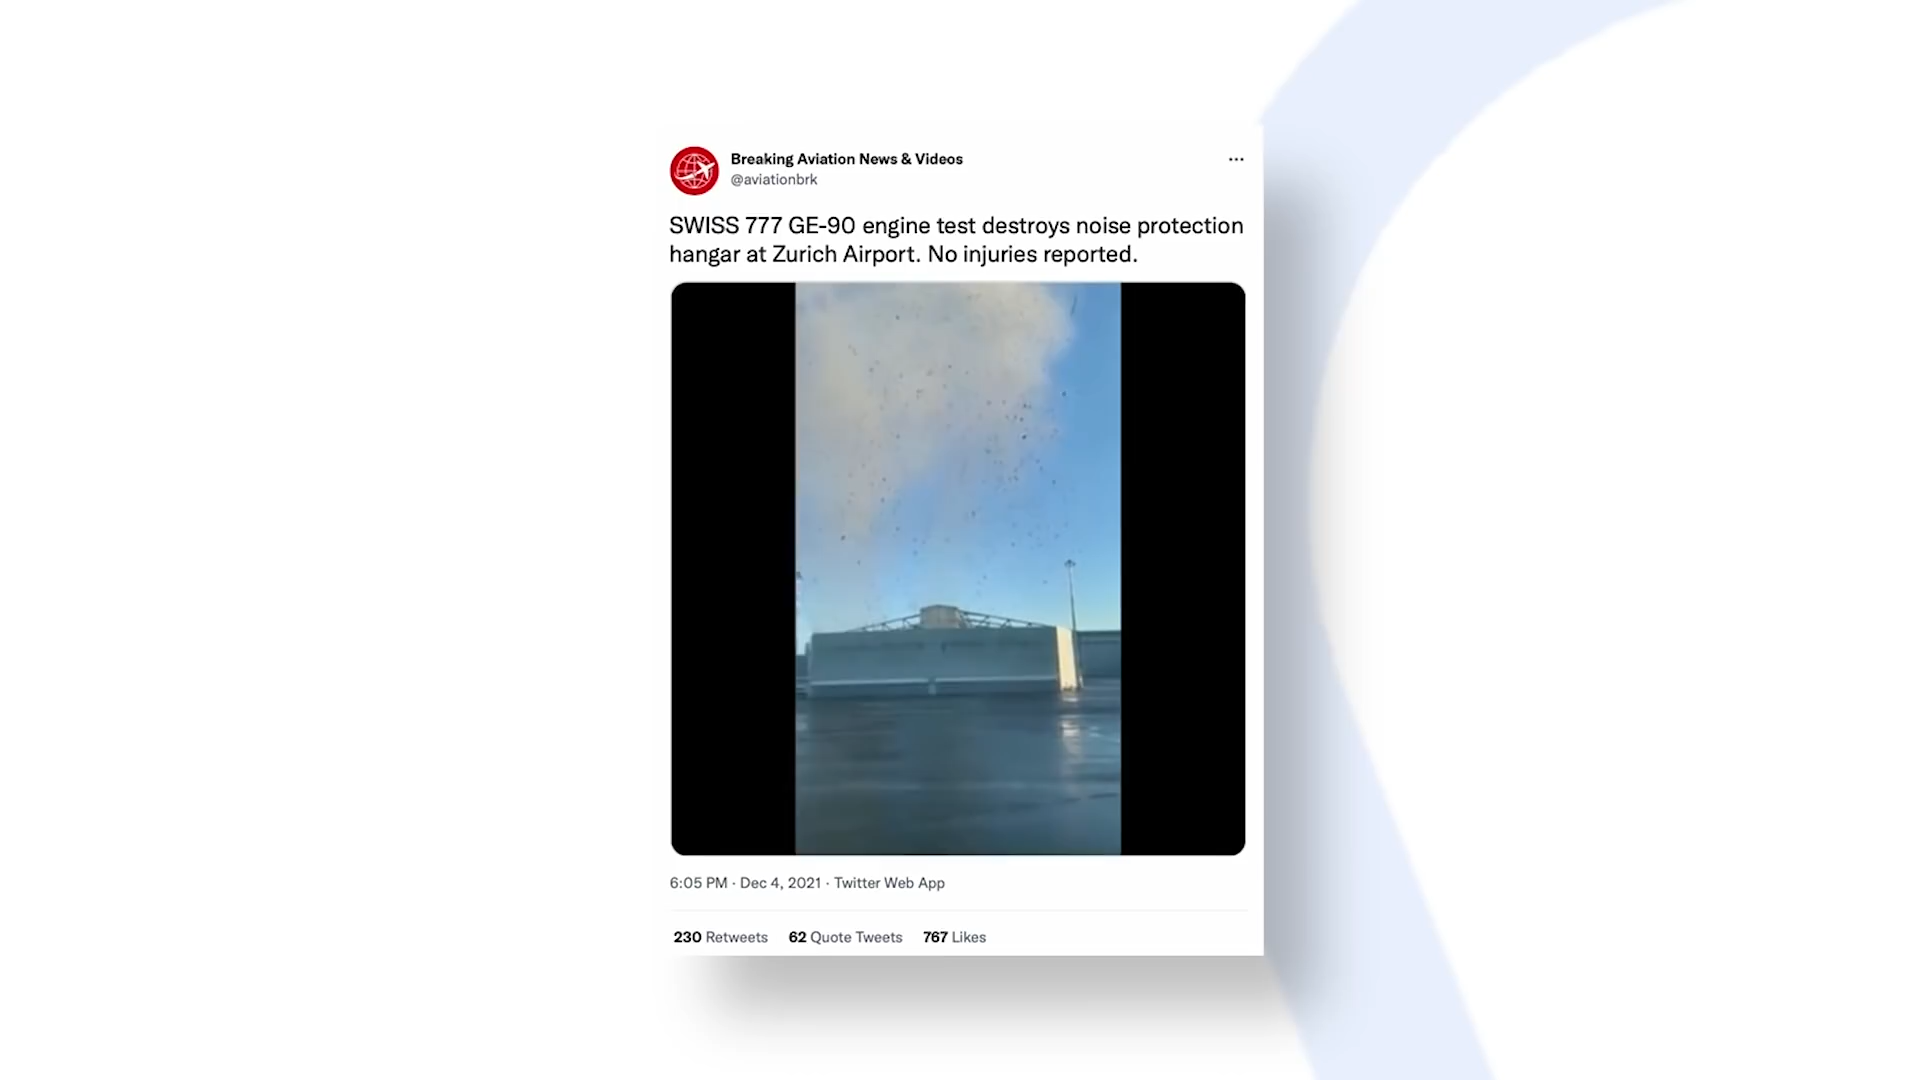 Breaking Aviation News & Videos
@aviationbrk
SWISS 777 GE-90 engine test destroys noise protection
hangar at Zurich Airport. No injuries reported.
6:05 PM · Dec 4, 2021 · Twitter Web App
230 Retweets 62 Quote Tweets 767 Likes